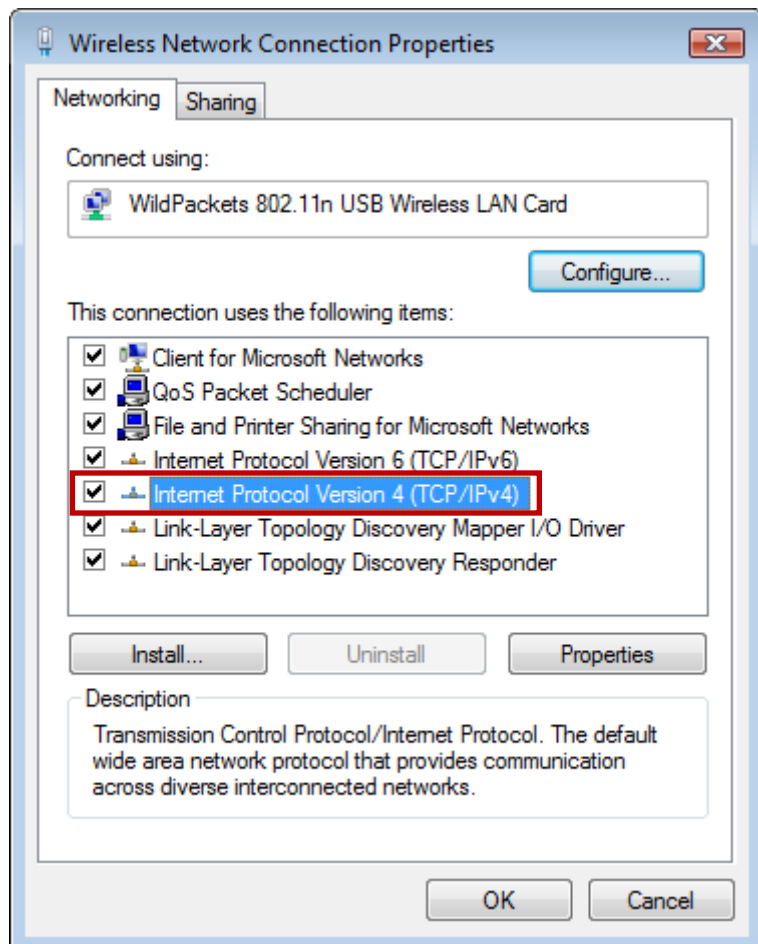 Wireless Network Connection Properties
Networking
Sharing
Connect using:
WildPackets 802.11n USB Wireless LAN Card
Configure...
This connection uses the following items:
Client for Microsoft Networks
QoS Packet Scheduler
File and Printer Sharing for Microsoft Networks
Internet Protocol Version 6 (TCP/IPv6)
Internet Protocol Version 4 (TCP/IPv4)
Link-Layer Topology Discovery Mapper I/O Driver
Link-Layer Topology Discovery Responder
Install...
Uninstall
Properties
Description
Transmission Control Protocol/Internet Protocol. The default
wide area network protocol that provides communication
across diverse interconnected networks.
OK
Cancel